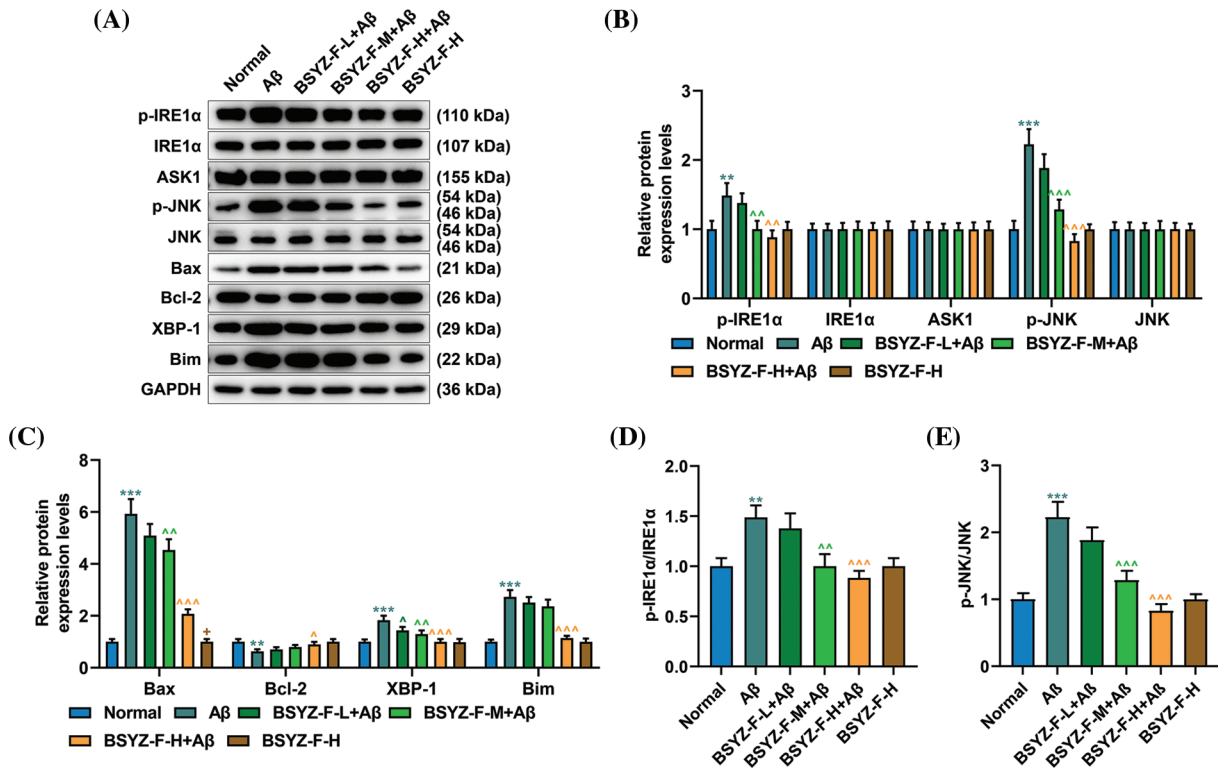 (A)
Normal
Aβ
BSYZ-F-L+Aβ
BSYZ-F-M+Aβ
BSYZ-F-H+Aβ
BSYZ-F-H
p-IRE1α (110 kDa)
IRE1α (107 kDa)
ASK1 (155 kDa)
p-JNK (54 kDa)
(46 kDa)
JNK (54 kDa)
(46 kDa)
Bax (21 kDa)
Bcl-2 (26 kDa)
XBP-1 (29 kDa)
Bim (22 kDa)
GAPDH (36 kDa)
(B)
Relative protein
expression levels
3
2
1
0
**
^^
^^
***
^^^
^^^
p-IRE1α IRE1α ASK1 p-JNK JNK
Normal Aβ BSYZ-F-L+Aβ BSYZ-F-M+Aβ
BSYZ-F-H+Aβ BSYZ-F-H
(C)
Relative protein
expression levels
8
6
4
2
0
***
^^
^^^
+
**
^
***
^
^^
^^^
***
^^^
Bax Bcl-2 XBP-1 Bim
Normal Aβ BSYZ-F-L+Aβ BSYZ-F-M+Aβ
BSYZ-F-H+Aβ BSYZ-F-H
(D)
p-IRE1α/IRE1α
2.0
1.5
1.0
0.5
0.0
**
^^
^^^
Normal
Aβ
BSYZ-F-L+Aβ
BSYZ-F-M+Aβ
BSYZ-F-H+Aβ
BSYZ-F-H
(E)
p-JNK/JNK
3
2
1
0
***
^^^
^^^
Normal
Aβ
BSYZ-F-L+Aβ
BSYZ-F-M+Aβ
BSYZ-F-H+Aβ
BSYZ-F-H